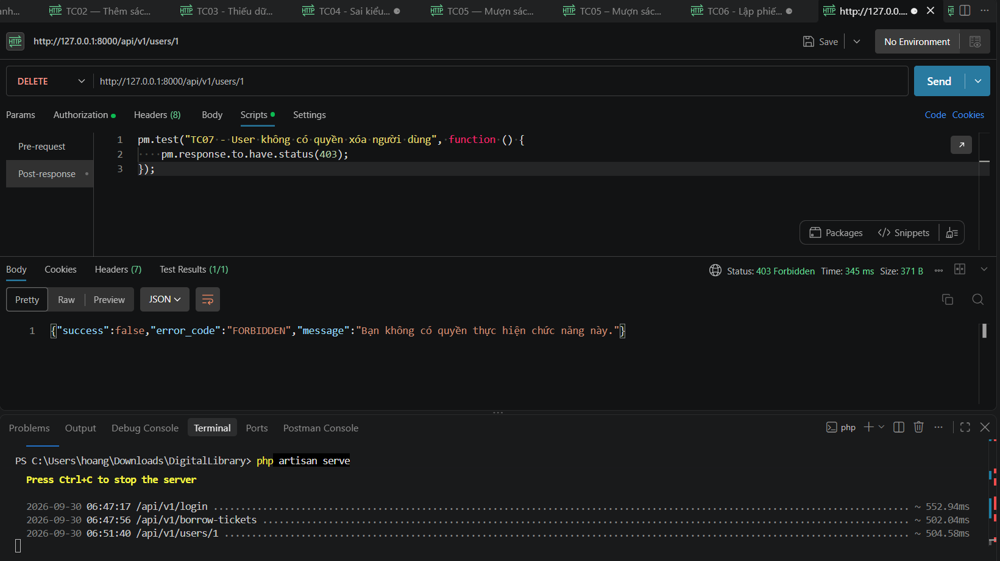 anh...
TC02 — Thêm sác...
TC03 - Thiếu dữ...
TC04 - Sai kiểu...
TC05 — Mượn sác...
TC05 – Mượn sác...
TC06 - Lập phiế...
http://127.0.0....
HTTP http://127.0.0.1:8000/api/v1/users/1
Save
No Environment
DELETE http://127.0.0.1:8000/api/v1/users/1
Send
Params Authorization Headers (8) Body Scripts Settings
Code Cookies
Pre-request
Post-response
1 pm.test("TC07 - User không có quyền xóa người dùng", function () {
2 pm.response.to.have.status(403);
3 });
Packages </> Snippets
Body Cookies Headers (7) Test Results (1/1)
Status: 403 Forbidden Time: 345 ms Size: 371 B
Pretty Raw Preview JSON
1 {"success":false,"error_code":"FORBIDDEN","message":"Bạn không có quyền thực hiện chức năng này."}
Problems Output Debug Console Terminal Ports Postman Console
php
PS C:\Users\hoang\Downloads\DigitalLibrary> php artisan serve
Press Ctrl+C to stop the server
2026-09-30 06:47:17 /api/v1/login ........ ~ 552.94ms
2026-09-30 06:47:56 /api/v1/borrow-tickets ........ ~ 502.04ms
2026-09-30 06:51:40 /api/v1/users/1 ........ ~ 504.58ms